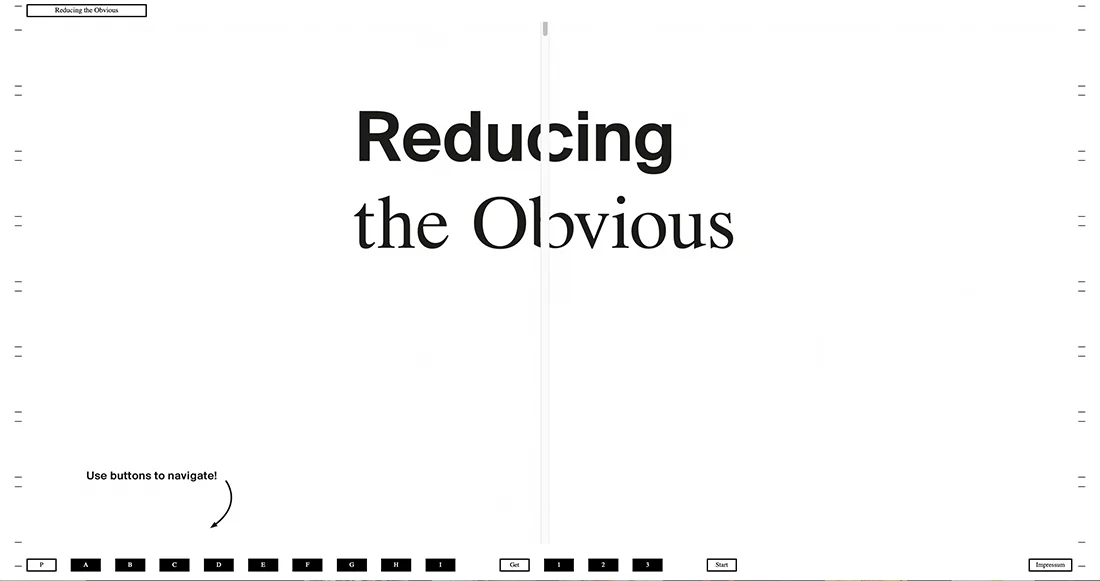 Reducing the Obvious
Reducing
the Obvious
Use buttons to navigate!
P A B C D E F G H I Get 1 2 3 Start Impressum